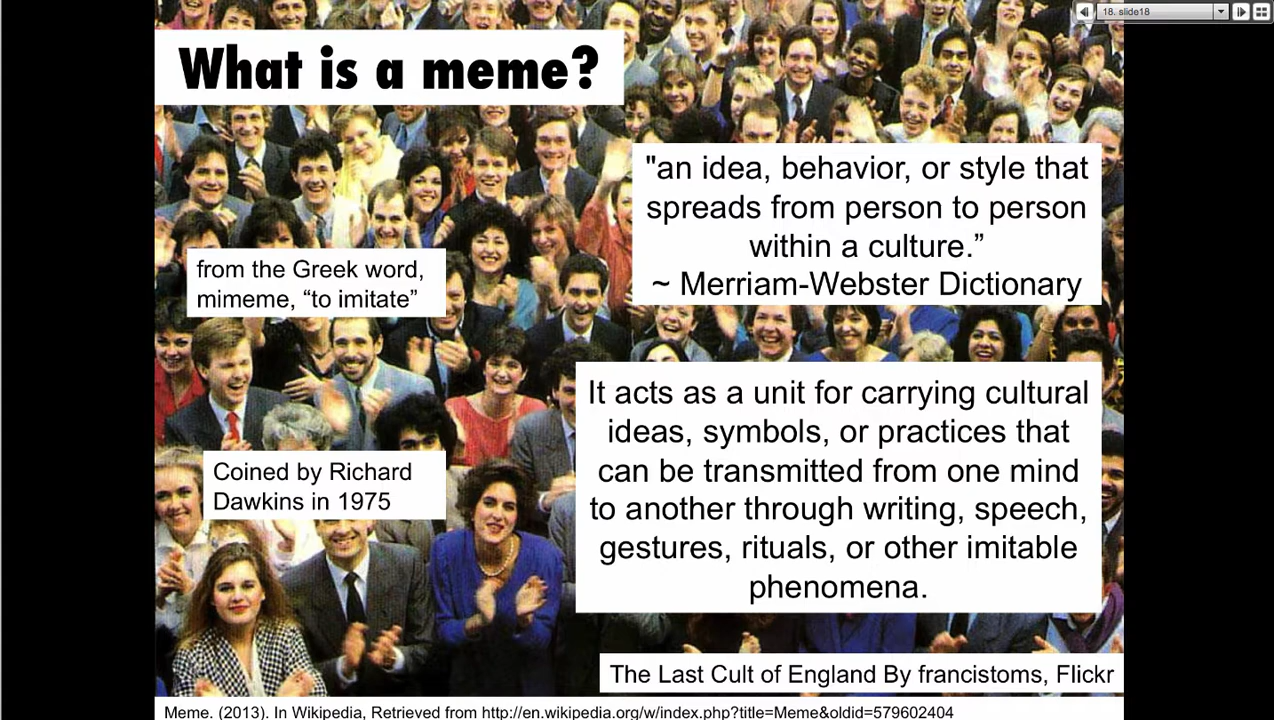 18. slide18
What is a meme?
"an idea, behavior, or style that
spreads from person to person
within a culture.”
~ Merriam-Webster Dictionary
from the Greek word,
mimeme, “to imitate”
It acts as a unit for carrying cultural
ideas, symbols, or practices that
can be transmitted from one mind
to another through writing, speech,
gestures, rituals, or other imitable
phenomena.
Coined by Richard
Dawkins in 1975
The Last Cult of England By francistoms, Flickr
Meme. (2013). In Wikipedia, Retrieved from http://en.wikipedia.org/w/index.php?title=Meme&oldid=579602404